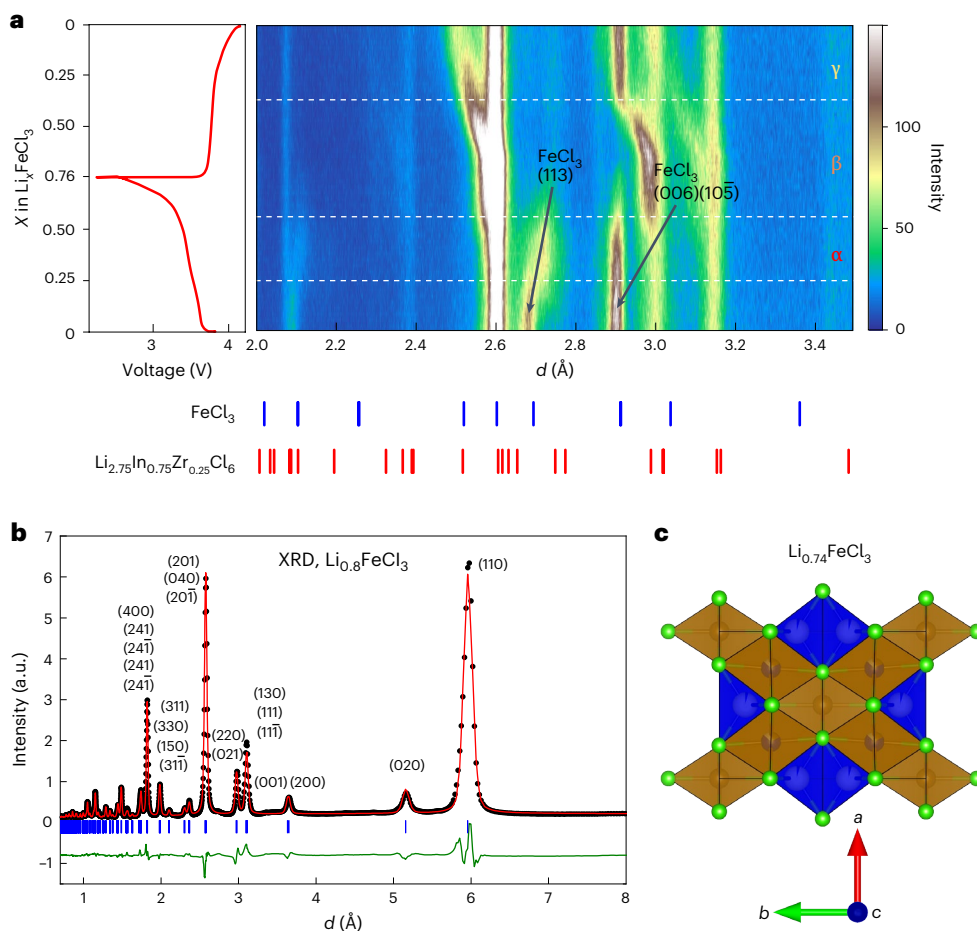 a
X in LiₓFeCl₃
0
0.25
0.50
0.76
0.50
0.25
0
3
4
Voltage (V)
γ
β
α
FeCl₃
(113)
FeCl₃
(006)(105̅)
2.0
2.2
2.4
2.6
2.8
3.0
3.2
3.4
d (Å)
100
50
0
Intensity
FeCl₃
Li₂.₇₅In₀.₇₅Zr₀.₂₅Cl₆
b
Intensity (a.u.)
7
6
5
4
3
2
1
0
−1
XRD, Li₀.₈FeCl₃
(400)
(241)
(241̅)
(241)
(241̅)
(311)
(330)
(150)
(311̅)
(201)
(040)
(201̅)
(220)
(021)
(130)
(111)
(111̅)
(001)
(200)
(020)
(110)
1
2
3
4
5
6
7
8
d (Å)
c
Li₀.₇₄FeCl₃
a
b
c